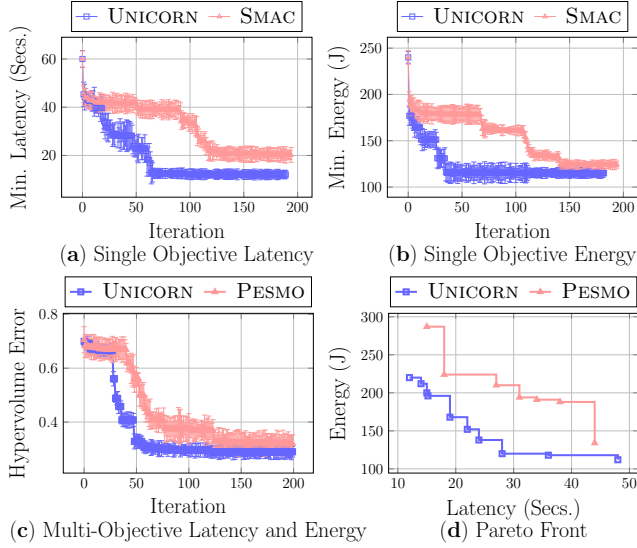 UNICORN SMAC
Min. Latency (Secs.)
60
40
20
0 50 100 150 200
Iteration
(a) Single Objective Latency
UNICORN SMAC
Min. Energy (J)
250
200
150
100
0 50 100 150 200
Iteration
(b) Single Objective Energy
UNICORN PESMO
Hypervolume Error
0.8
0.6
0.4
0 50 100 150 200
Iteration
(c) Multi-Objective Latency and Energy
UNICORN PESMO
Energy (J)
300
250
200
150
100
10 20 30 40 50
Latency (Secs.)
(d) Pareto Front